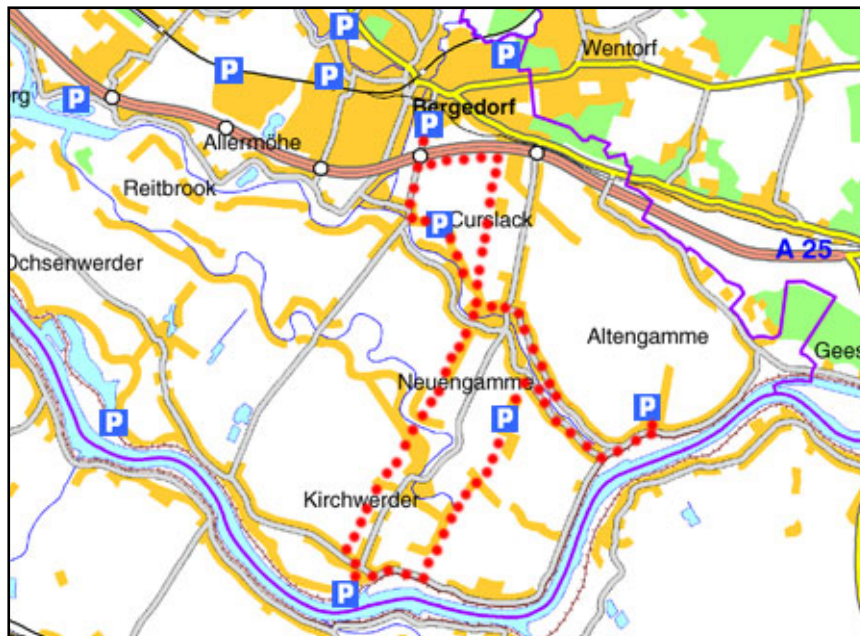 P
P
Wentorf
P
P
P
Bergedorf
rg
P
P
Allermöhe
Reitbrook
P
Curslack
Ochsenwerder
A 25
Altengamme
Gees
Neuengamme
P
P
P
Kirchwerder
P